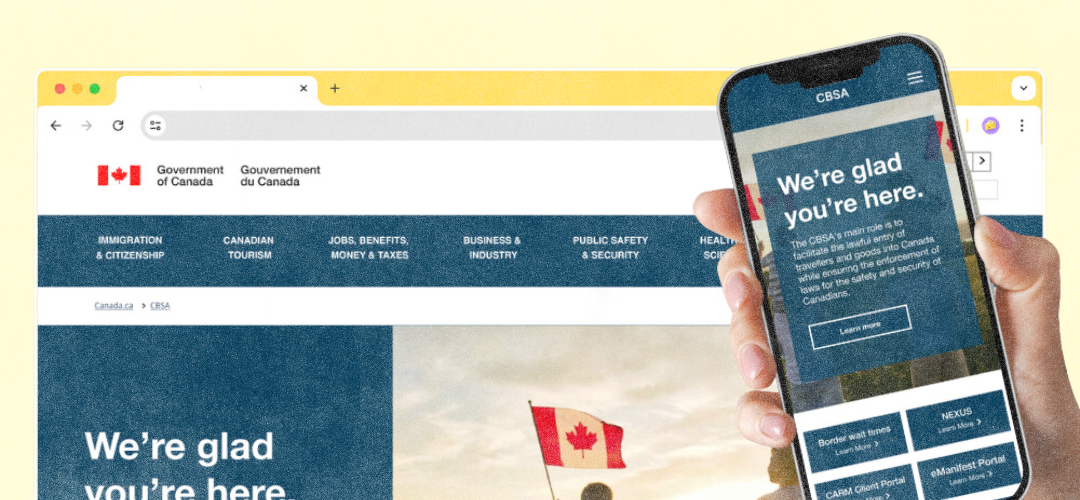 Government
of Canada
Gouvernement
du Canada
IMMIGRATION
& CITIZENSHIP
CANADIAN
TOURISM
JOBS, BENEFITS,
MONEY & TAXES
BUSINESS &
INDUSTRY
PUBLIC SAFETY
& SECURITY
Canada.ca > CBSA
We're glad
you're here.
CBSA
We're glad
you're here.
The CBSA's main role is to
facilitate the lawful entry of
travellers and goods into Canada
while ensuring the enforcement of
laws for the safety and security of
Canadians.
Learn more
Border wait times
Learn More >
NEXUS
Learn More >
CARM Client Portal
More >
eManifest Portal
Learn More >